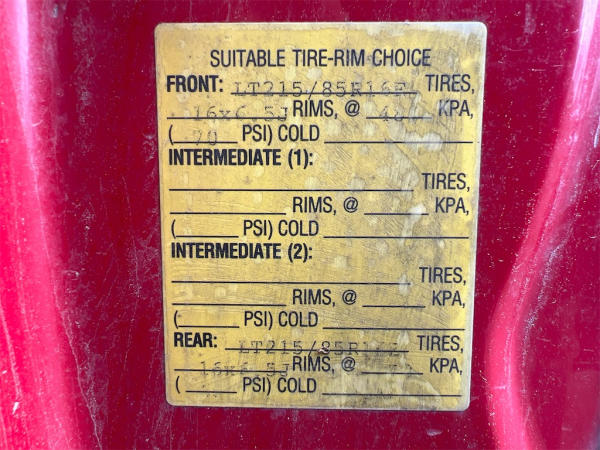 SUITABLE TIRE-RIM CHOICE
FRONT: LT215/85R16E TIRES,
16x6.5J RIMS, @ KPA,
( 70 PSI) COLD
INTERMEDIATE (1):
TIRES,
RIMS, @ KPA,
( PSI) COLD
INTERMEDIATE (2):
TIRES,
RIMS, @ KPA,
( PSI) COLD
REAR: LT215/85R16E TIRES,
16x6.5J RIMS, @ KPA,
( PSI) COLD